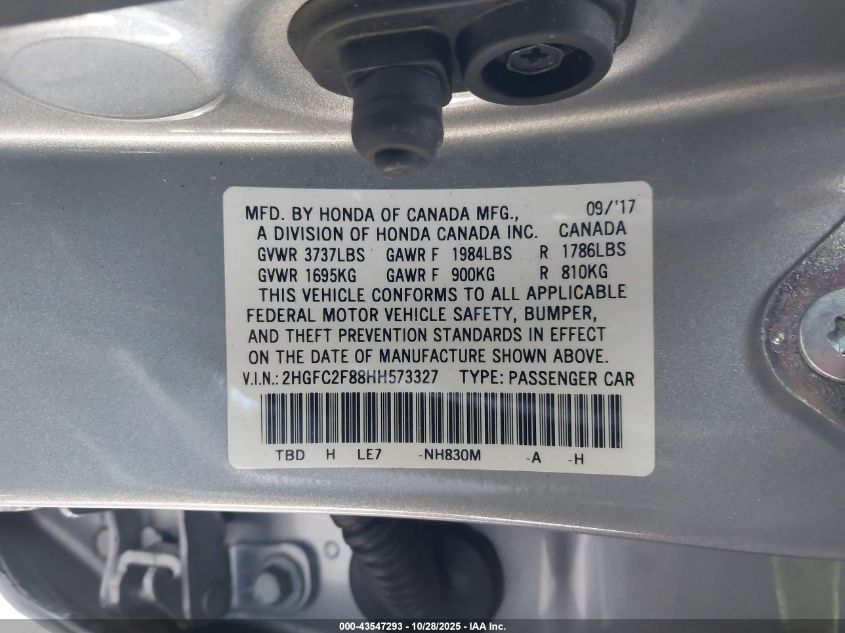 MFD. BY HONDA OF CANADA MFG., 09/'17
A DIVISION OF HONDA CANADA INC. CANADA
GVWR 3737LBS GAWR F 1984LBS R 1786LBS
GVWR 1695KG GAWR F 900KG R 810KG
THIS VEHICLE CONFORMS TO ALL APPLICABLE
FEDERAL MOTOR VEHICLE SAFETY, BUMPER,
AND THEFT PREVENTION STANDARDS IN EFFECT
ON THE DATE OF MANUFACTURE SHOWN ABOVE.
V.I.N.: 2HGFC2F88HH573327 TYPE: PASSENGER CAR
TBD H LE7 -NH830M -A -H
000-43547293 | 10/28/2025 | IAA Inc.